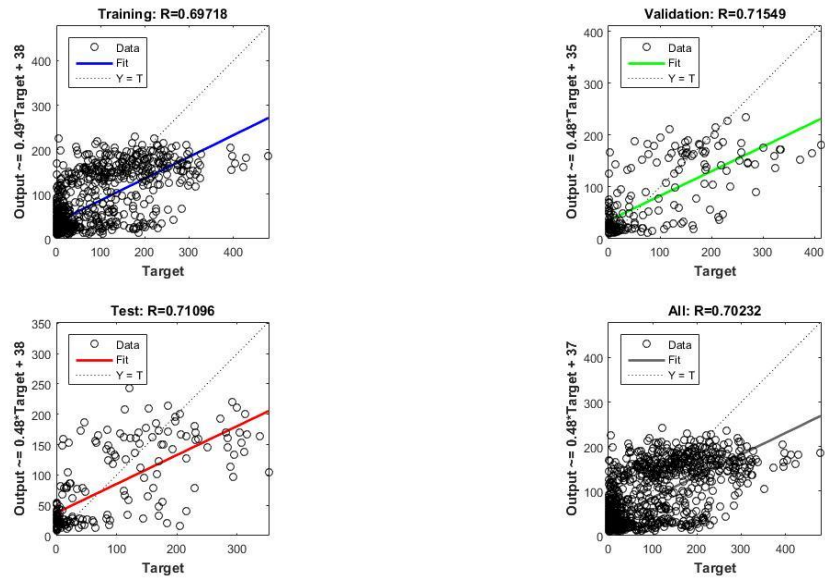 Training: R=0.69718
Output ~= 0.49*Target + 38
400
300
200
100
0
Data
Fit
Y = T
0 200 400
Target
Validation: R=0.71549
Output ~= 0.48*Target + 35
400
300
200
100
0
Data
Fit
Y = T
0 100 200 300 400
Target
Test: R=0.71096
Output ~= 0.48*Target + 38
350
300
250
200
150
100
50
0
Data
Fit
Y = T
0 100 200 300
Target
All: R=0.70232
Output ~= 0.48*Target + 37
400
300
200
100
0
Data
Fit
Y = T
0 100 200 300 400
Target